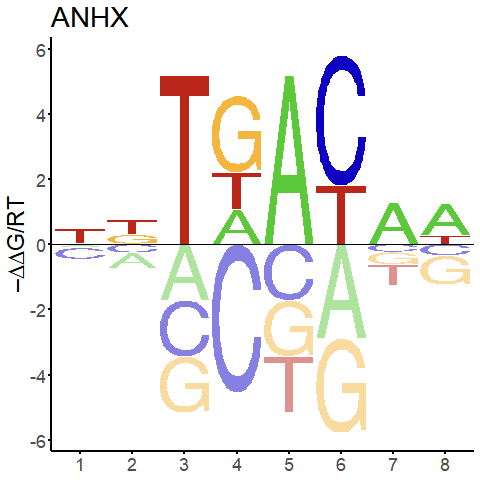 ANHX
6
4
2
0
-2
-4
-6
−ΔΔG/RT
T G A C
T T G T A T A A
T G A T
C G A C C A C G C
A C G G T
G T G
1 2 3 4 5 6 7 8